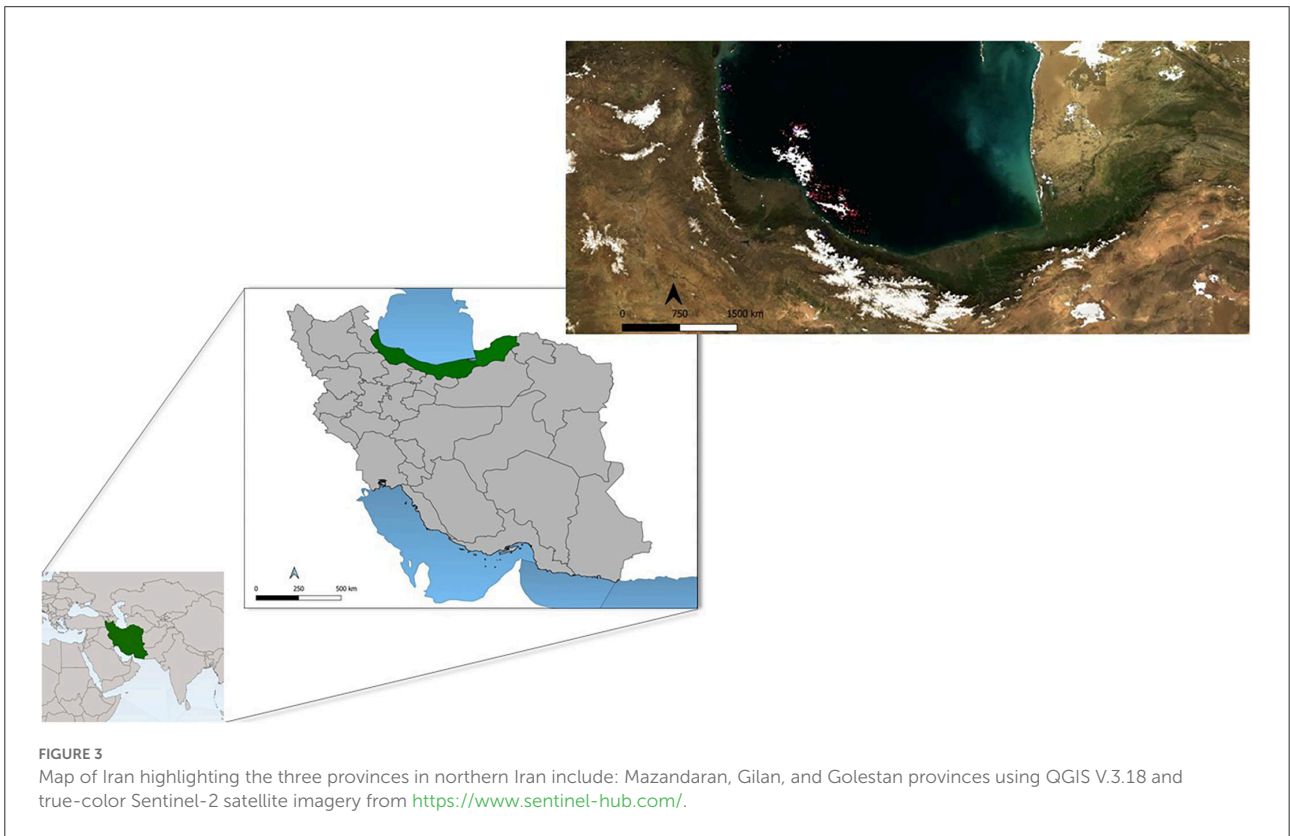 0 750 1500 km
0 250 500 km
FIGURE 3
Map of Iran highlighting the three provinces in northern Iran include: Mazandaran, Gilan, and Golestan provinces using QGIS V.3.18 and
true-color Sentinel-2 satellite imagery from https://www.sentinel-hub.com/.